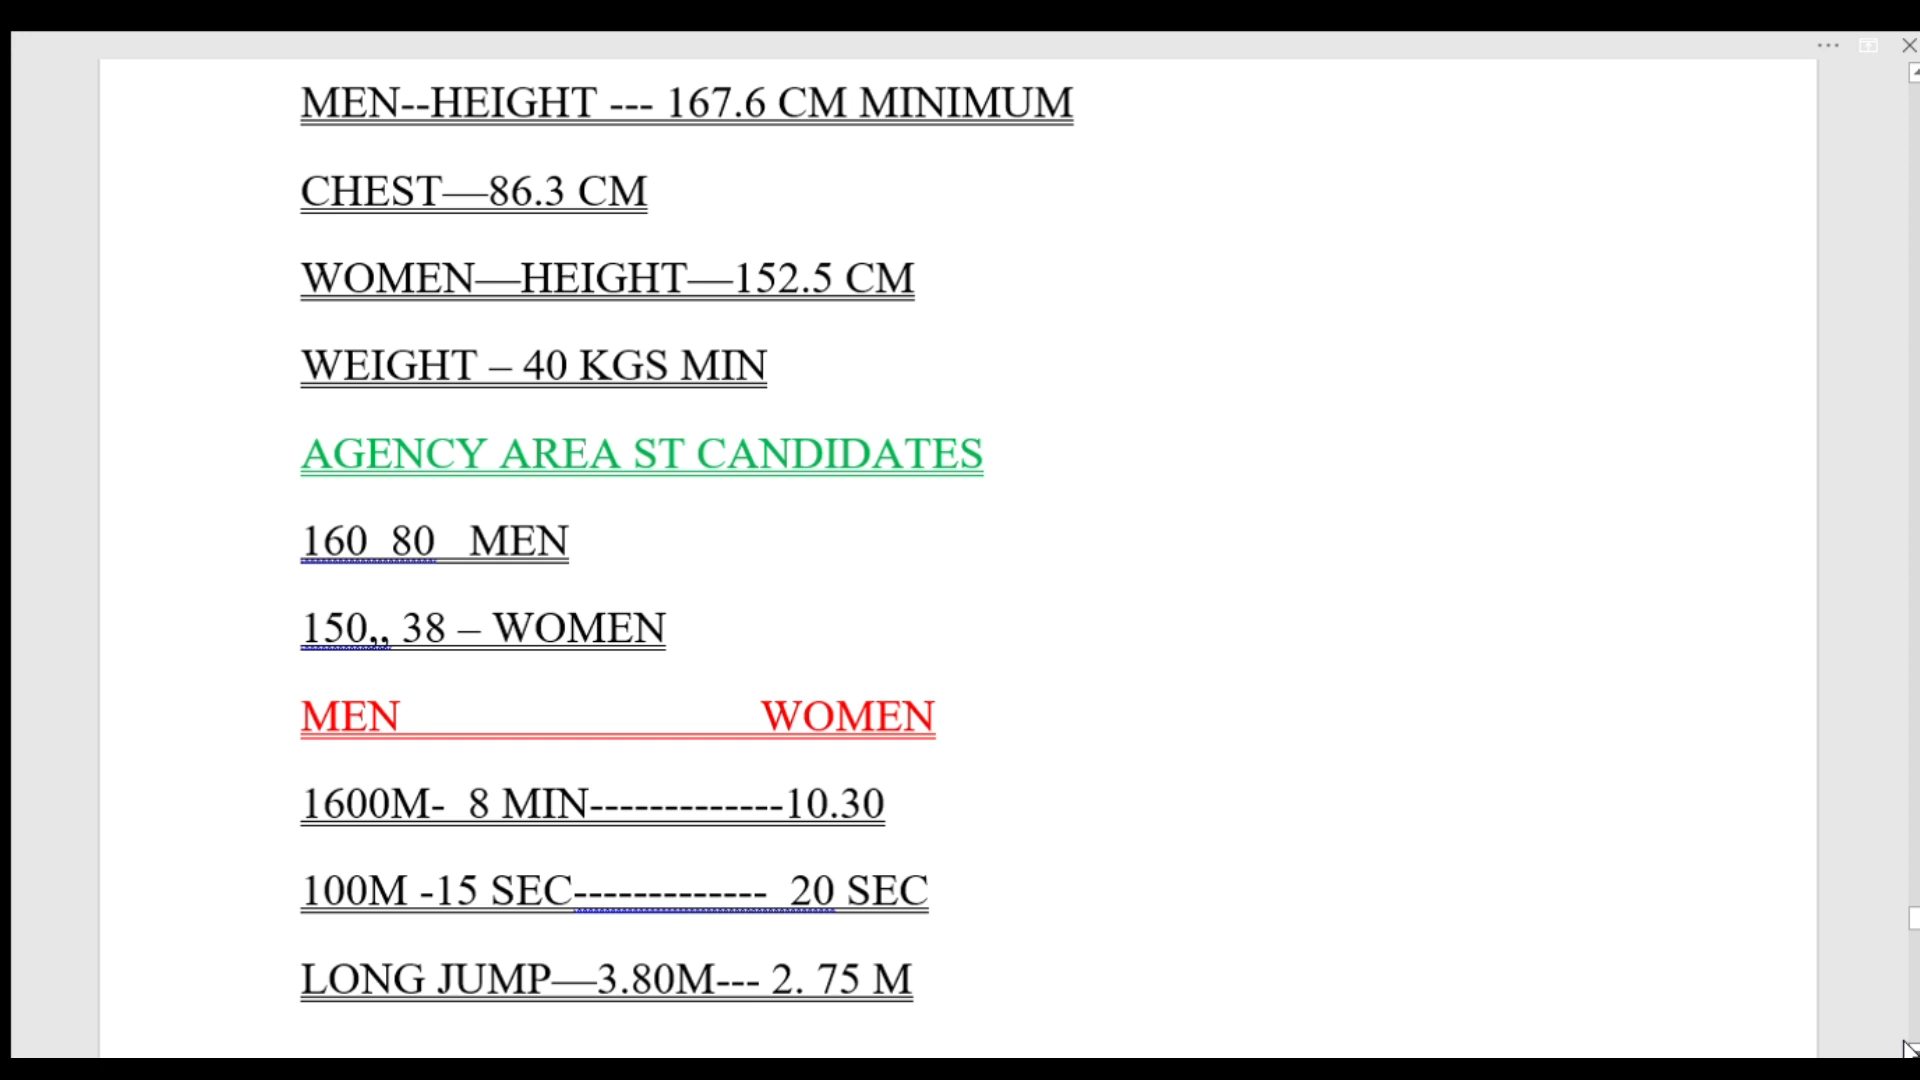 MEN--HEIGHT --- 167.6 CM MINIMUM
CHEST—86.3 CM
WOMEN—HEIGHT—152.5 CM
WEIGHT – 40 KGS MIN
AGENCY AREA ST CANDIDATES
160  80   MEN
150,, 38 – WOMEN
MEN                              WOMEN
1600M-  8 MIN-------------10.30
100M -15 SEC-------------  20 SEC
LONG JUMP—3.80M--- 2. 75 M